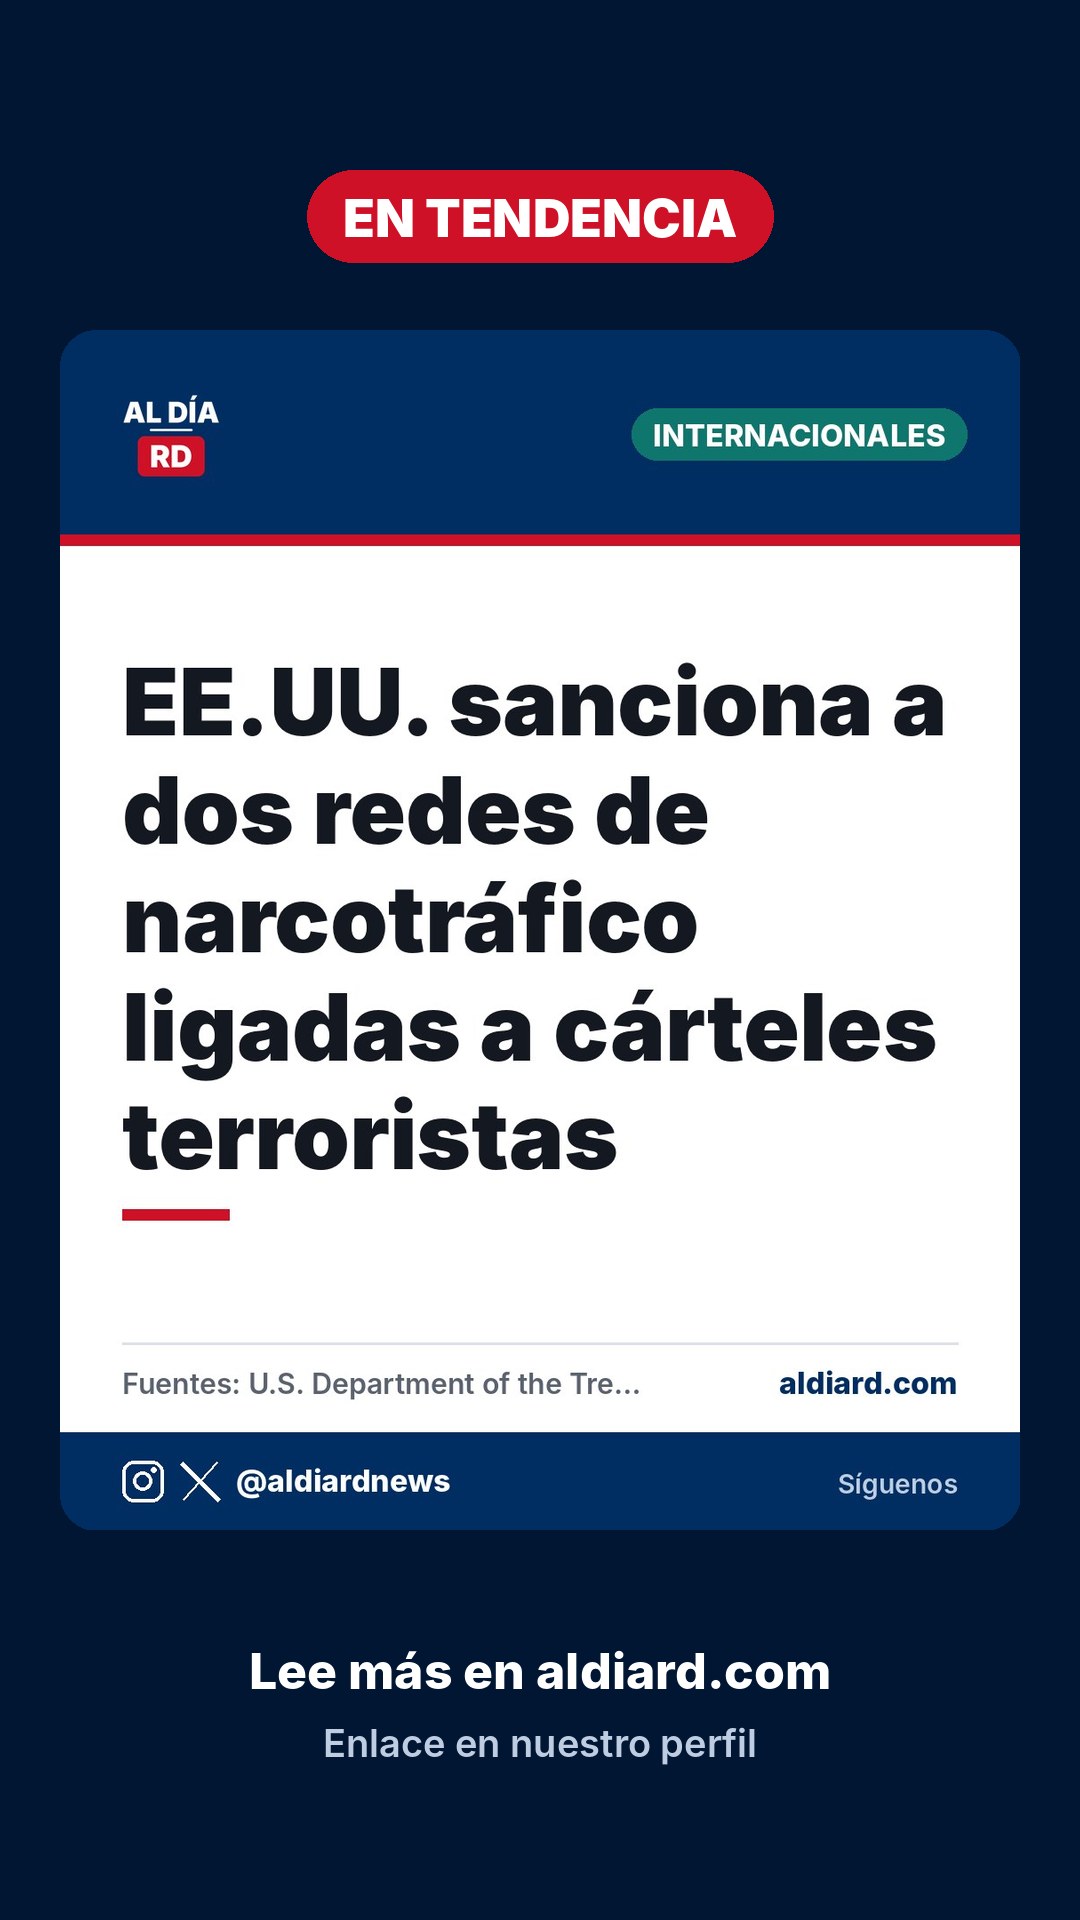 EN TENDENCIA
AL DÍA
RD
INTERNACIONALES
EE.UU. sanciona a
dos redes de
narcotráfico
ligadas a cárteles
terroristas
Fuentes: U.S. Department of the Tre...
aldiard.com
@aldiardnews
Síguenos
Lee más en aldiard.com
Enlace en nuestro perfil